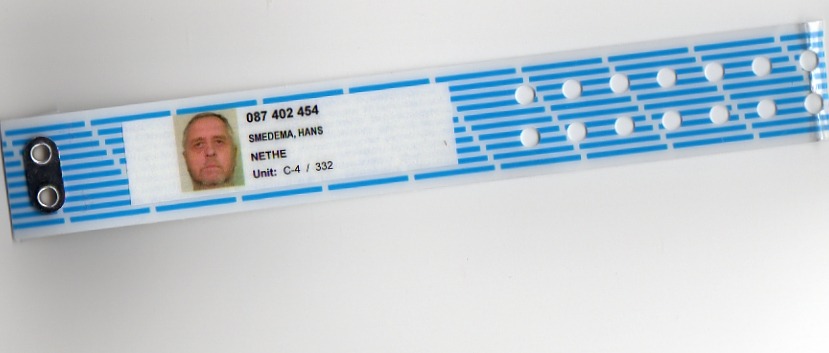 087 402 454
SMEDEMA, HANS
NETHE
Unit: C-4 / 332